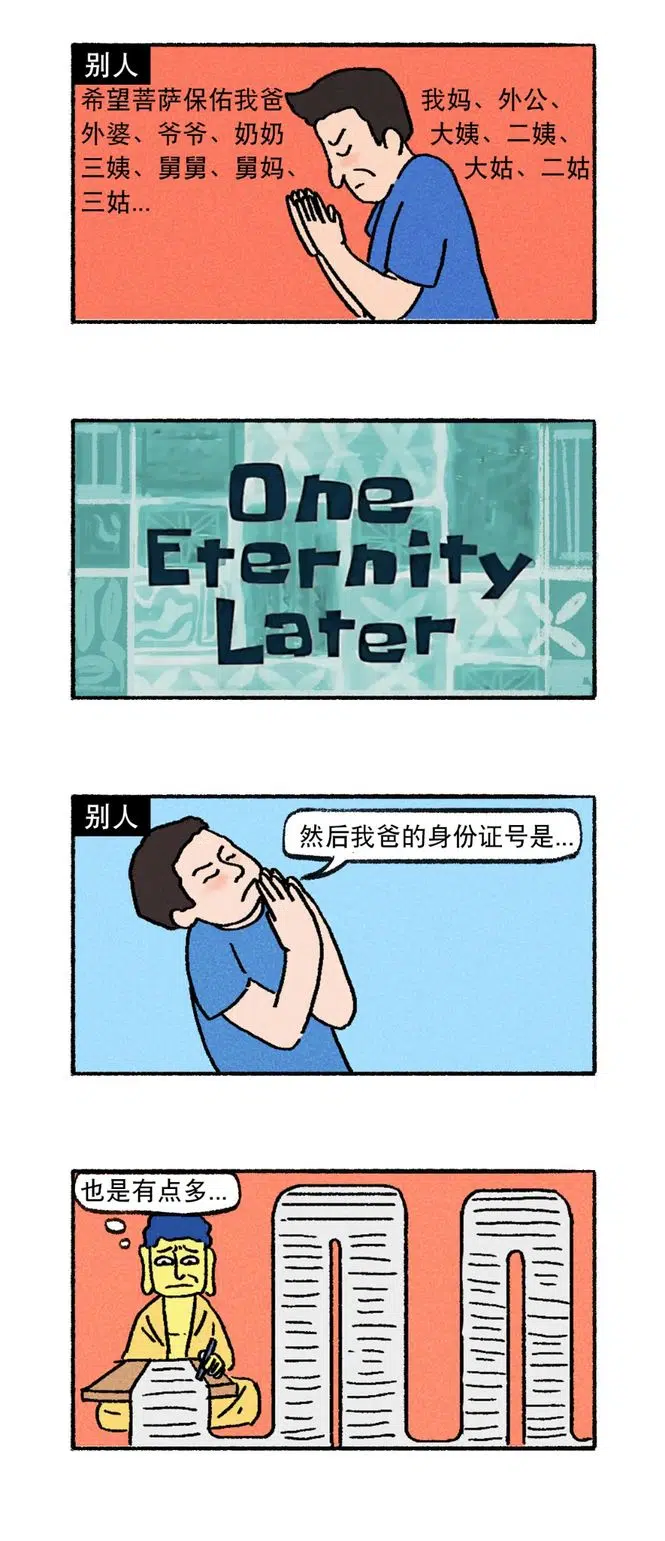 别人
希望菩萨保佑我爸 我妈、外公、
外婆、爷爷、奶奶 大姨、二姨、
三姨、舅舅、舅妈、 大姑、二姑
三姑...
One
Eternity
Later
别人
然后我爸的身份证号是...
也是有点多...